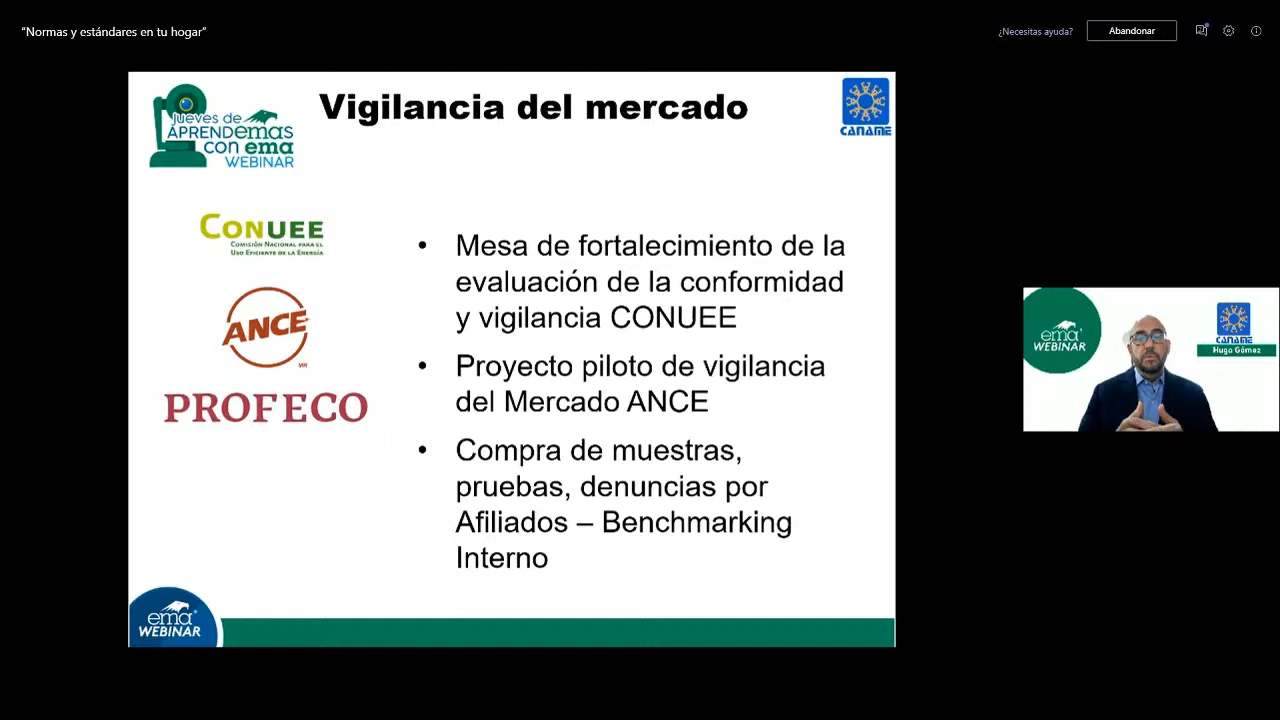 “Normas y estándares en tu hogar”
¿Necesitas ayuda?
Abandonar
jueves de
APRENDEMAS
con ema
WEBINAR
Vigilancia del mercado
CANAME
CONUEE
COMISIÓN NACIONAL PARA EL
USO EFICIENTE DE LA ENERGÍA
ANCE
MR
PROFECO
• Mesa de fortalecimiento de la
evaluación de la conformidad
y vigilancia CONUEE
• Proyecto piloto de vigilancia
del Mercado ANCE
• Compra de muestras,
pruebas, denuncias por
Afiliados – Benchmarking
Interno
ema
WEBINAR
ema
WEBINAR
CANAME
Hugo Gómez